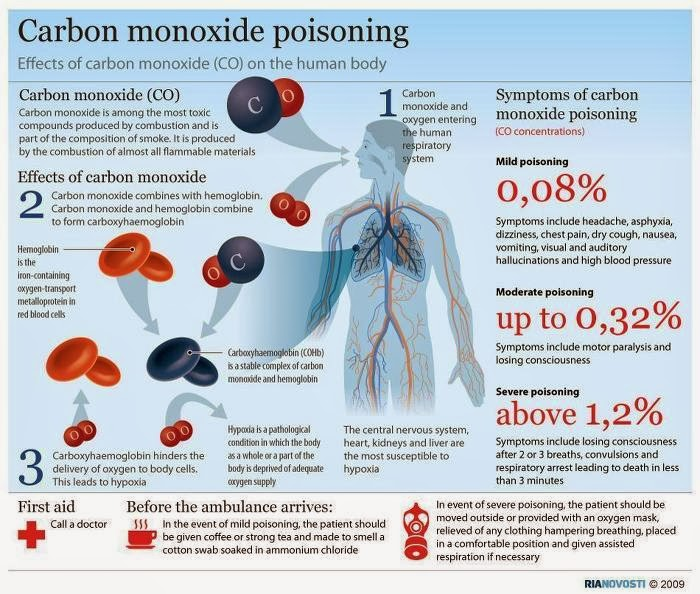 Carbon monoxide poisoning
Effects of carbon monoxide (CO) on the human body
Carbon monoxide (CO)
Carbon monoxide is among the most toxic
compounds produced by combustion and is
part of the composition of smoke. It is produced
by the combustion of almost all flammable materials
C O
1
Carbon
monoxide and
oxygen entering
the human
respiratory
system
O O
Effects of carbon monoxide
2
Carbon monoxide combines with hemoglobin.
Carbon monoxide and hemoglobin combine
to form carboxyhaemoglobin
Hemoglobin
is the
iron-containing
oxygen-transport
metalloprotein in
red blood cells
O C
Carboxyhaemoglobin (COHb)
is a stable complex of carbon
monoxide and hemoglobin
O O
O O
3
Carboxyhaemoglobin hinders the
delivery of oxygen to body cells.
This leads to hypoxia
Hypoxia is a pathological
condition in which the body
as a whole or a part of the
body is deprived of adequate
oxygen supply
The central nervous system,
heart, kidneys and liver are
the most susceptible to
hypoxia
Symptoms of carbon
monoxide poisoning
(CO concentrations)
Mild poisoning
0,08%
Symptoms include headache, asphyxia,
dizziness, chest pain, dry cough, nausea,
vomiting, visual and auditory
hallucinations and high blood pressure
Moderate poisoning
up to 0,32%
Symptoms include motor paralysis and
losing consciousness
Severe poisoning
above 1,2%
Symptoms include losing consciousness
after 2 or 3 breaths, convulsions and
respiratory arrest leading to death in less
than 3 minutes
First aid
Call a doctor
Before the ambulance arrives:
In the event of mild poisoning, the patient should
be given coffee or strong tea and made to smell a
cotton swab soaked in ammonium chloride
In event of severe poisoning, the patient should be
moved outside or provided with an oxygen mask,
relieved of any clothing hampering breathing, placed
in a comfortable position and given assisted
respiration if necessary
RIANOVOSTI © 2009